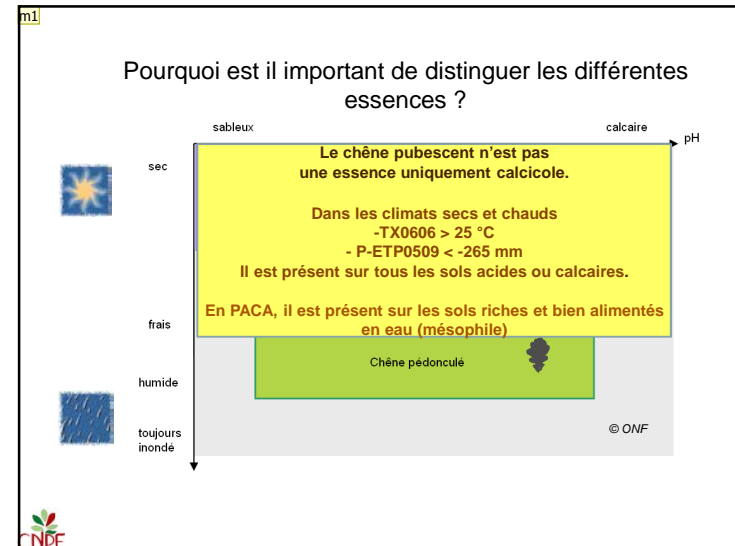 m1
Pourquoi est il important de distinguer les différentes
essences ?
sableux
calcaire
pH
sec
Le chêne pubescent n'est pas
une essence uniquement calcicole.
Dans les climats secs et chauds
-TX0606 > 25 °C
- P-ETP0509 < -265 mm
Il est présent sur tous les sols acides ou calcaires.
En PACA, il est présent sur les sols riches et bien alimentés
en eau (mésophile)
frais
Chêne pédonculé
humide
toujours
inondé
© ONF
CNPF